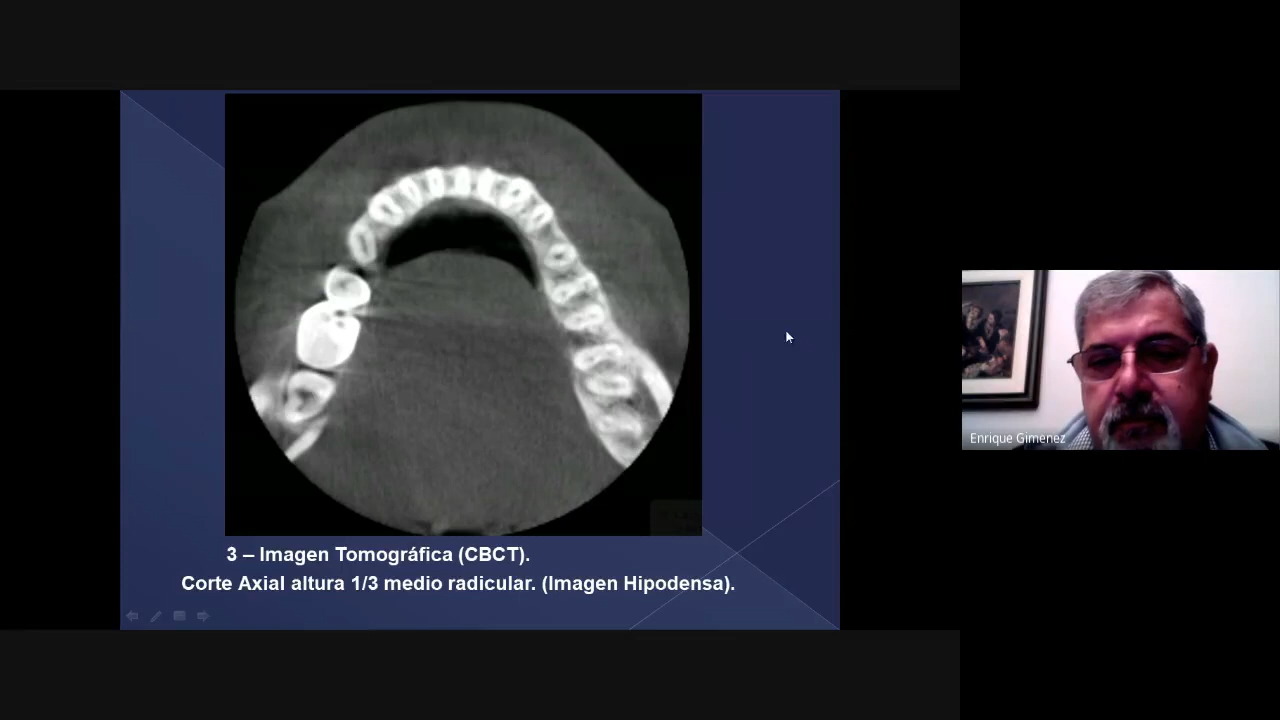 3 – Imagen Tomográfica (CBCT).
Corte Axial altura 1/3 medio radicular. (Imagen Hipodensa).
Enrique Gimenez